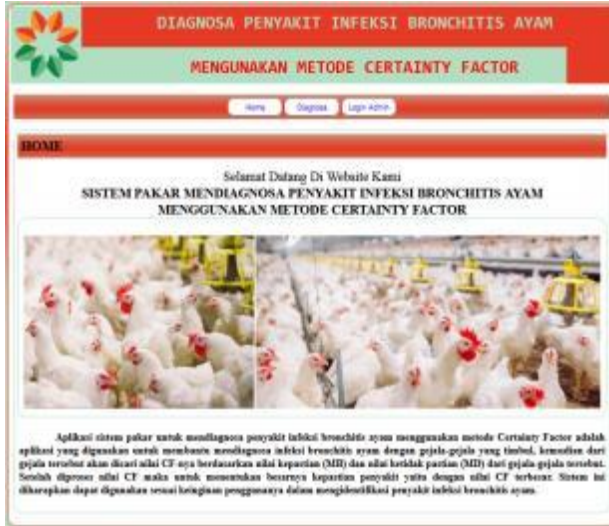 DIAGNOSA PENYAKIT INFEKSI BRONCHITIS AYAM
MENGUNAKAN METODE CERTAINTY FACTOR
Home Diagnosa Login Admin
HOME
Selamat Datang Di Website Kami
SISTEM PAKAR MENDIAGNOSA PENYAKIT INFEKSI BRONCHITIS AYAM
MENGGUNAKAN METODE CERTAINTY FACTOR
Aplikasi sistem pakar untuk mendiagnosa penyakit infeksi bronchitis ayam menggunakan metode Certainty Factor adalah
aplikasi yang digunakan untuk membantu mendiagnosa infeksi bronchitis ayam dengan gejala-gejala yang timbul, kemudian dari
gejala tersebut akan dicari nilai CF-nya berdasarkan nilai kepastian (MB) dan nilai ketidak pastian (MD) dari gejala-gejala tersebut.
Setelah diproses nilai CF maka untuk menentukan besarnya kepastian penyakit yaitu dengan nilai CF terbesar. Sistem ini
diharapkan dapat digunakan sesuai keinginan penggunanya dalam mengidentifikasi penyakit infeksi bronchitis ayam.